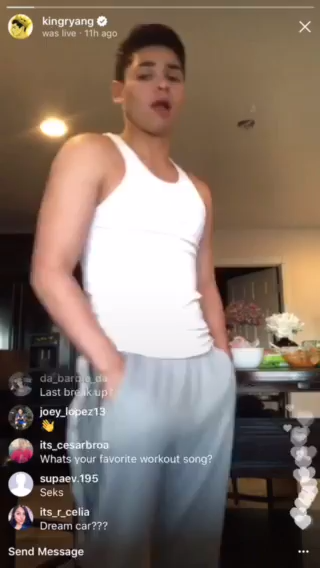 kingryang
was live · 11h ago
da_barbie_da
Last break up?
joey_lopez13
👋
its_cesarbroa
Whats your favorite workout song?
supaev.195
Seks
its_r_celia
Dream car???
Send Message